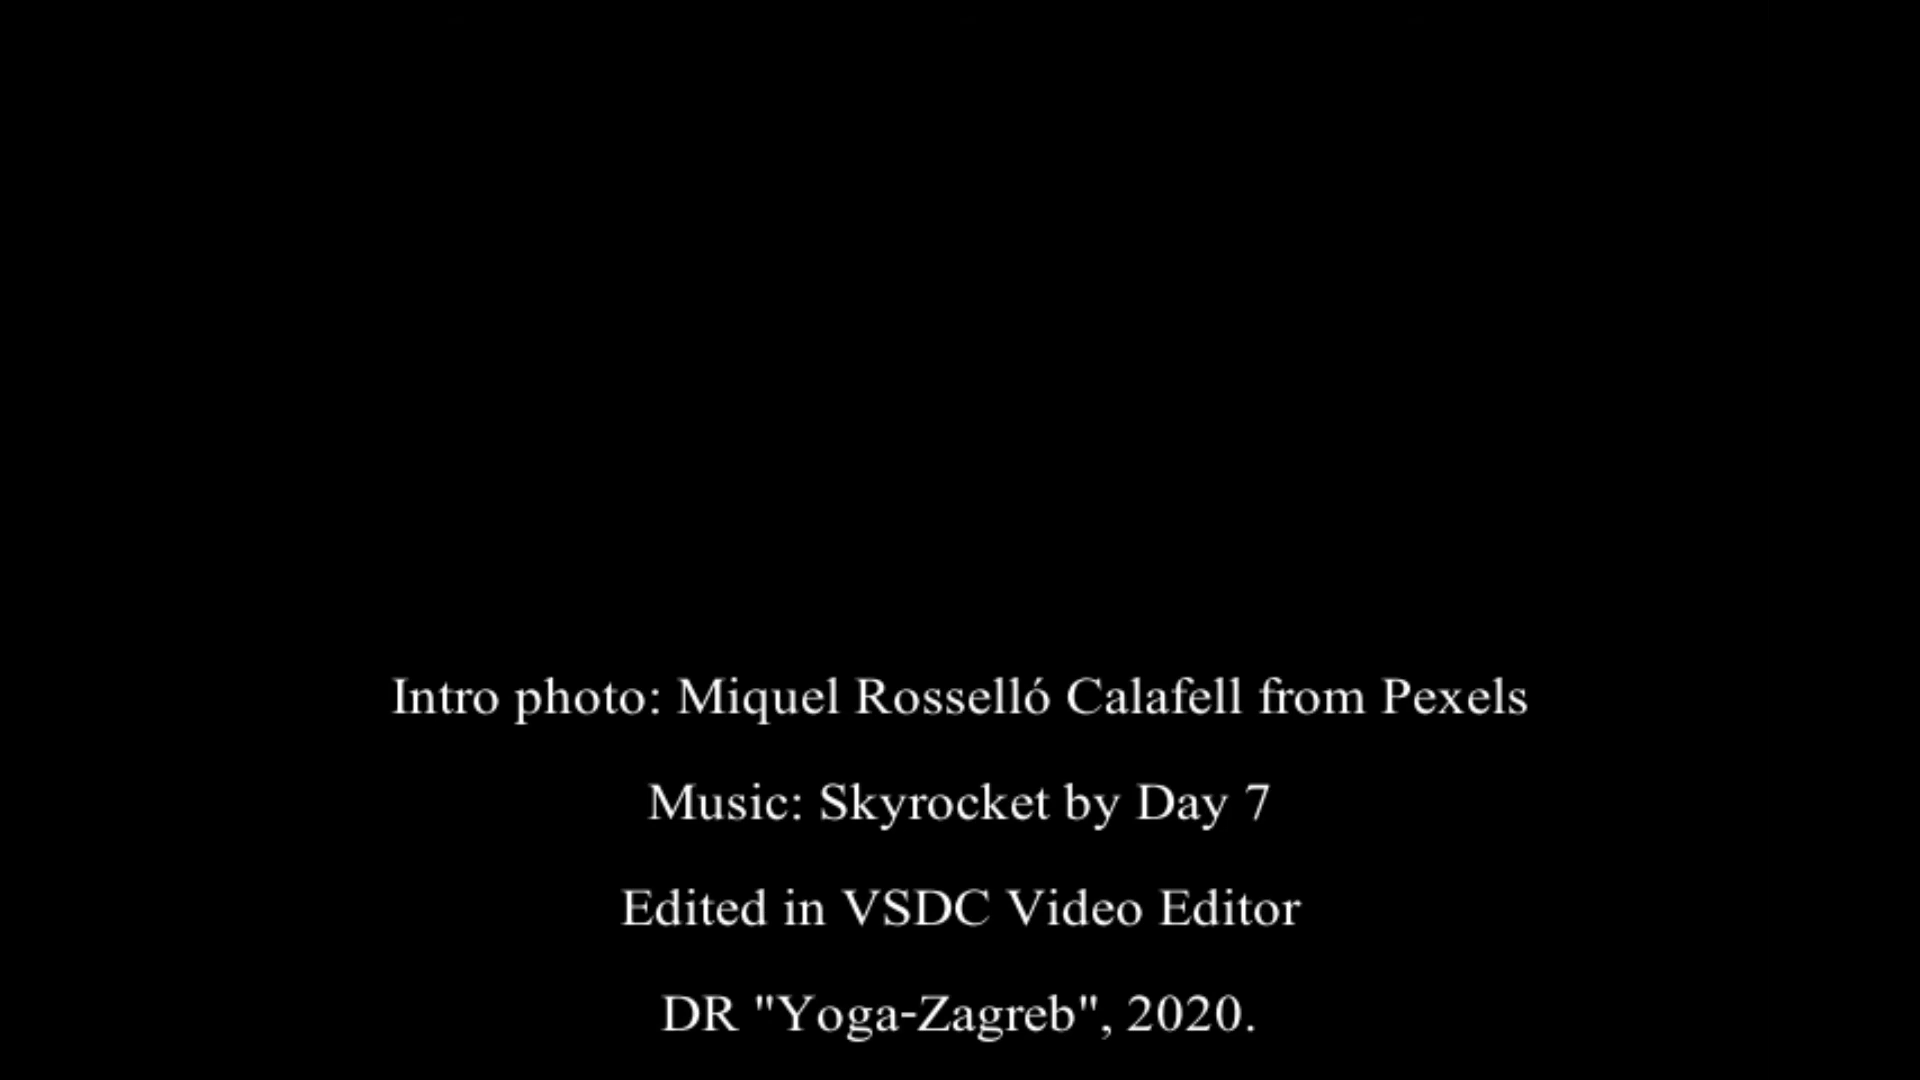 Intro photo: Miquel Rosselló Calafell from Pexels
Music: Skyrocket by Day 7
Edited in VSDC Video Editor
DR "Yoga-Zagreb", 2020.